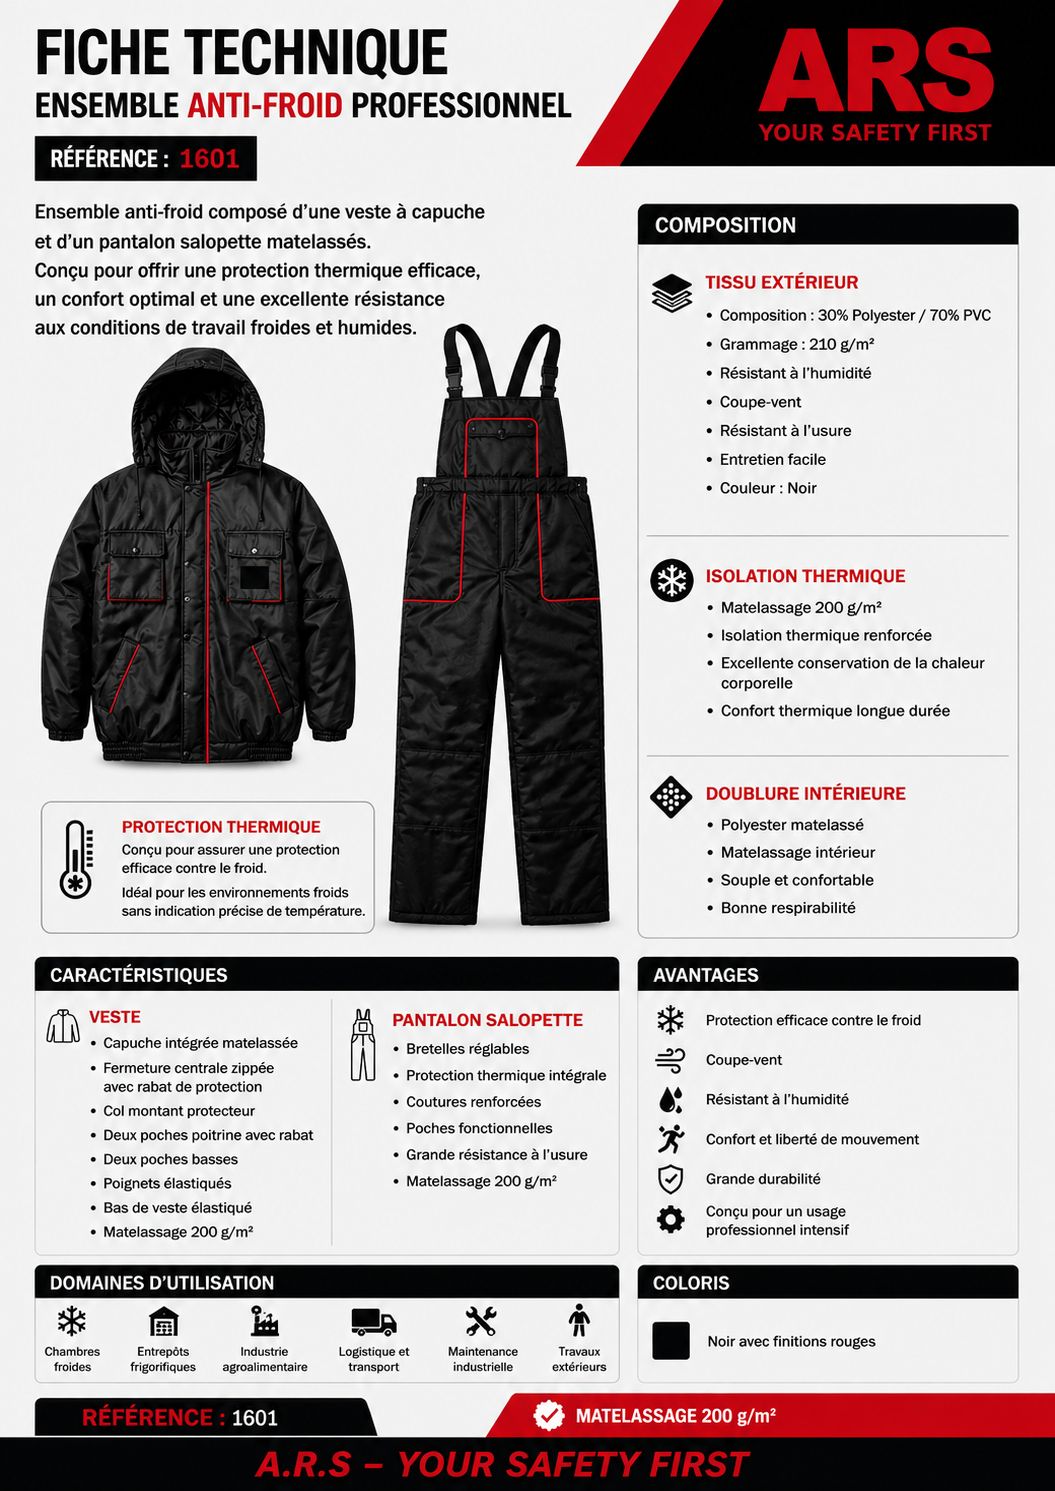 FICHE TECHNIQUE
ENSEMBLE ANTI-FROID PROFESSIONNEL
RÉFÉRENCE : 1601
ARS
YOUR SAFETY FIRST
Ensemble anti-froid composé d’une veste à capuche
et d’un pantalon salopette matelassés.
Conçu pour offrir une protection thermique efficace,
un confort optimal et une excellente résistance
aux conditions de travail froides et humides.
PROTECTION THERMIQUE
Conçu pour assurer une protection
efficace contre le froid.
Idéal pour les environnements froids
sans indication précise de température.
COMPOSITION
TISSU EXTÉRIEUR
• Composition : 30% Polyester / 70% PVC
• Grammage : 210 g/m²
• Résistant à l’humidité
• Coupe-vent
• Résistant à l’usure
• Entretien facile
• Couleur : Noir
ISOLATION THERMIQUE
• Matelassage 200 g/m²
• Isolation thermique renforcée
• Excellente conservation de la chaleur
corporelle
• Confort thermique longue durée
DOUBLURE INTÉRIEURE
• Polyester matelassé
• Matelassage intérieur
• Souple et confortable
• Bonne respirabilité
CARACTÉRISTIQUES
VESTE
• Capuche intégrée matelassée
• Fermeture centrale zippée
avec rabat de protection
• Col montant protecteur
• Deux poches poitrine avec rabat
• Deux poches basses
• Poignets élastiqués
• Bas de veste élastiqué
• Matelassage 200 g/m²
PANTALON SALOPETTE
• Bretelles réglables
• Protection thermique intégrale
• Coutures renforcées
• Poches fonctionnelles
• Grande résistance à l’usure
• Matelassage 200 g/m²
AVANTAGES
Protection efficace contre le froid
Coupe-vent
Résistant à l’humidité
Confort et liberté de mouvement
Grande durabilité
Conçu pour un usage
professionnel intensif
DOMAINES D’UTILISATION
Chambres
froides
Entrepôts
frigorifiques
Industrie
agroalimentaire
Logistique et
transport
Maintenance
industrielle
Travaux
extérieurs
COLORIS
Noir avec finitions rouges
RÉFÉRENCE : 1601
MATELASSAGE 200 g/m²
A.R.S – YOUR SAFETY FIRST